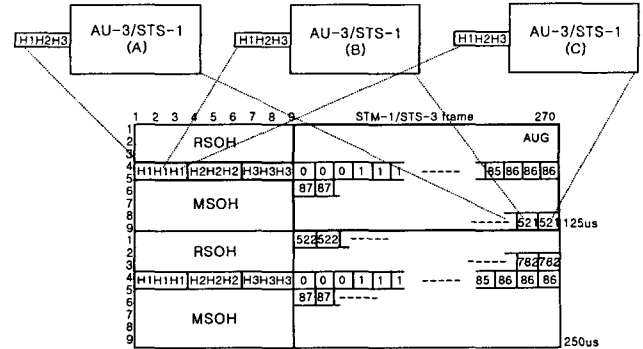 H1H2H3 AU-3/STS-1 (A)
H1H2H3 AU-3/STS-1 (B)
H1H2H3 AU-3/STS-1 (C)
1 2 3 4 5 6 7 8 9 STM-1/STS-3 frame 270
1
2 RSOH AUG
3
4 H1H1H1 H2H2H2 H3H3H3 0 0 0 1 1 1 85 86 86 86
5 87 87
6
7 MSOH
8
9 521 521 125us
1 522 522
2 RSOH
3 782 782
4 H1H1H1 H2H2H2 H3H3H3 0 0 0 1 1 1 85 86 86 86
5
6 87 87
7 MSOH
8
9 250us